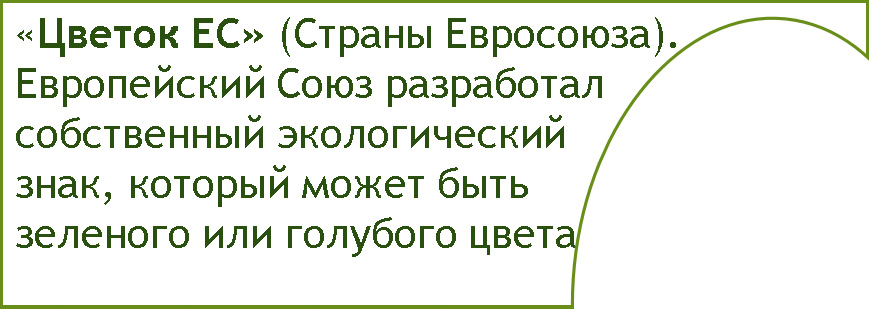 «Цветок ЕС» (Страны Евросоюза).
Европейский Союз разработал
собственный экологический
знак, который может быть
зеленого или голубого цвета